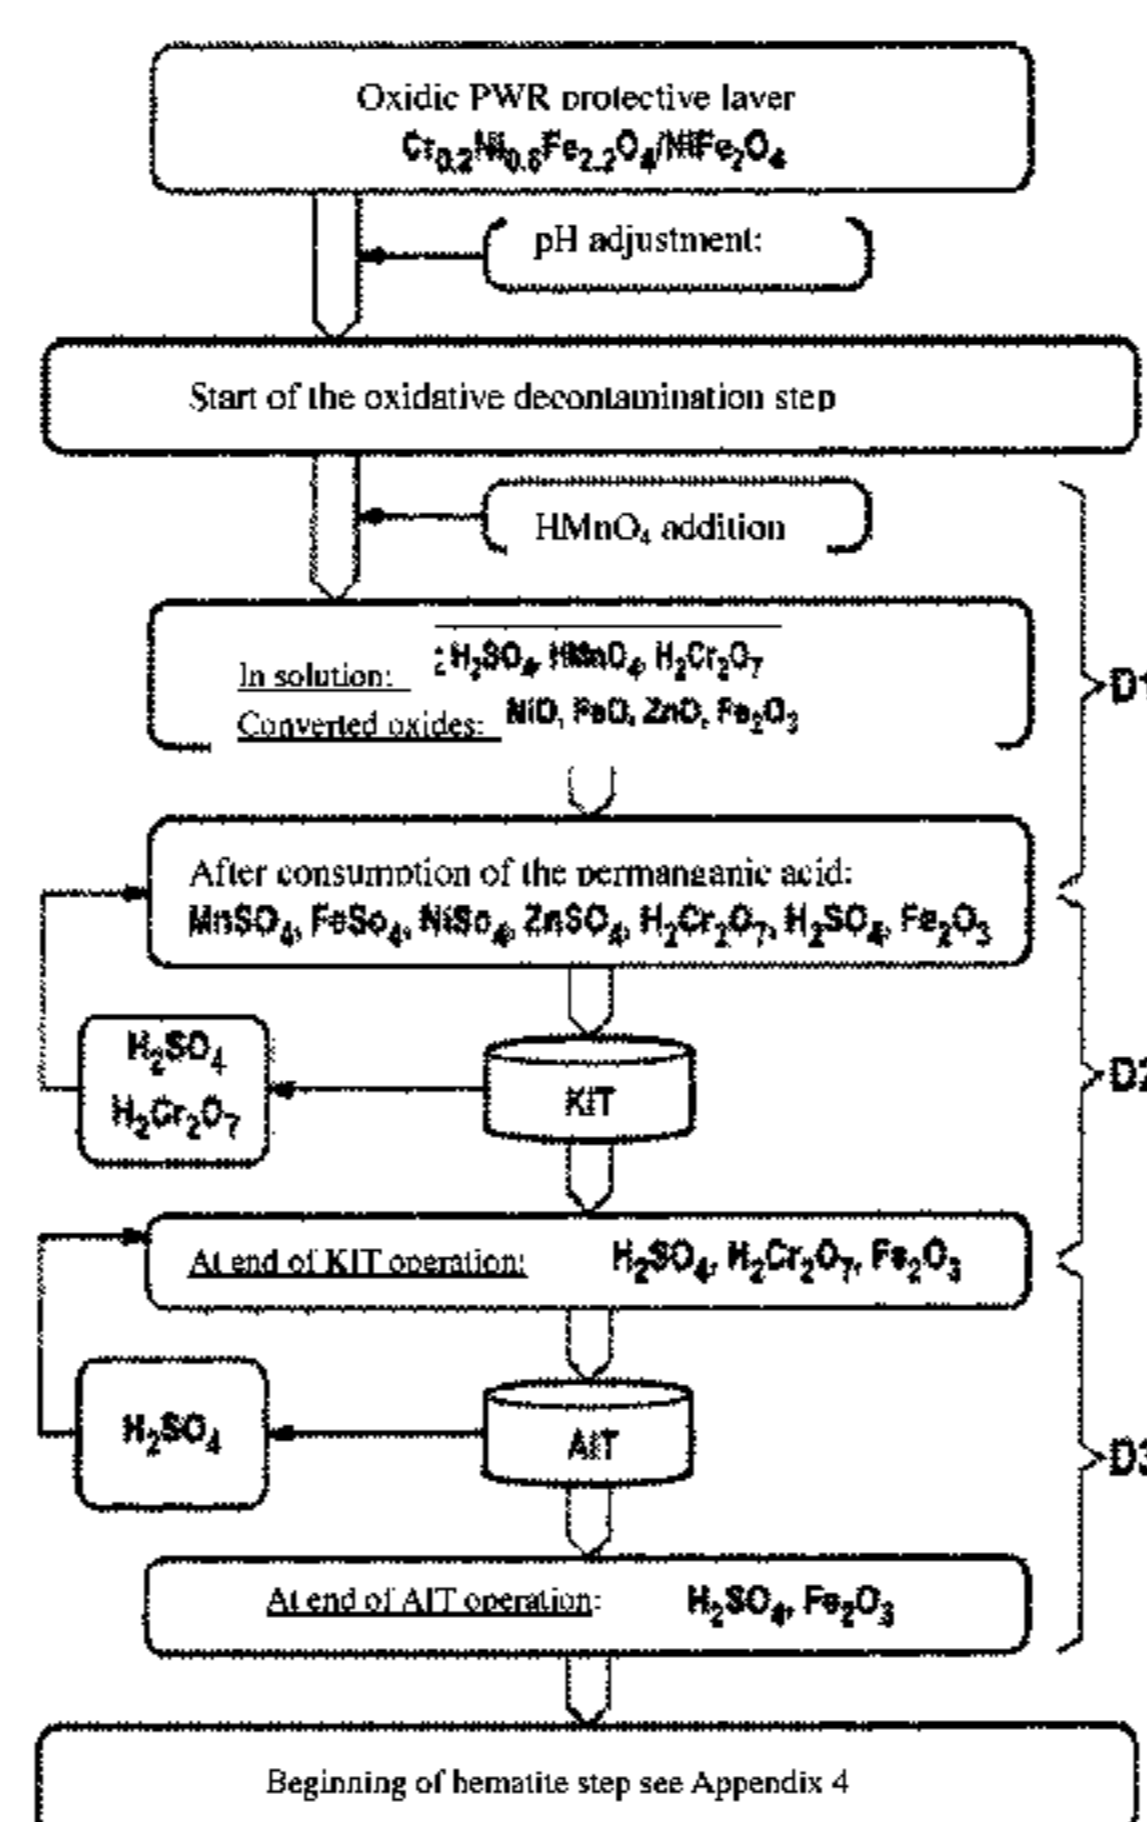 Oxidic PWR protective layer
Cr₀.₂Ni₀.₈Fe₂.₂O₄/NiFe₂O₄
pH adjustment:
Start of the oxidative decontamination step
HMnO₄ addition
In solution: : H₂SO₄, HMnO₄, H₂Cr₂O₇
Converted oxides: NiO, FeO, ZnO, Fe₂O₃
D1
After consumption of the permanganic acid:
MnSO₄, FeSo₄, NiSo₄, ZnSO₄, H₂Cr₂O₇, H₂SO₄, Fe₂O₃
H₂SO₄
H₂Cr₂O₇
KIT
D2
At end of KIT operation: H₂SO₄, H₂Cr₂O₇, Fe₂O₃
H₂SO₄
AIT
D3
At end of AIT operation: H₂SO₄, Fe₂O₃
Beginning of hematite step see Appendix 4